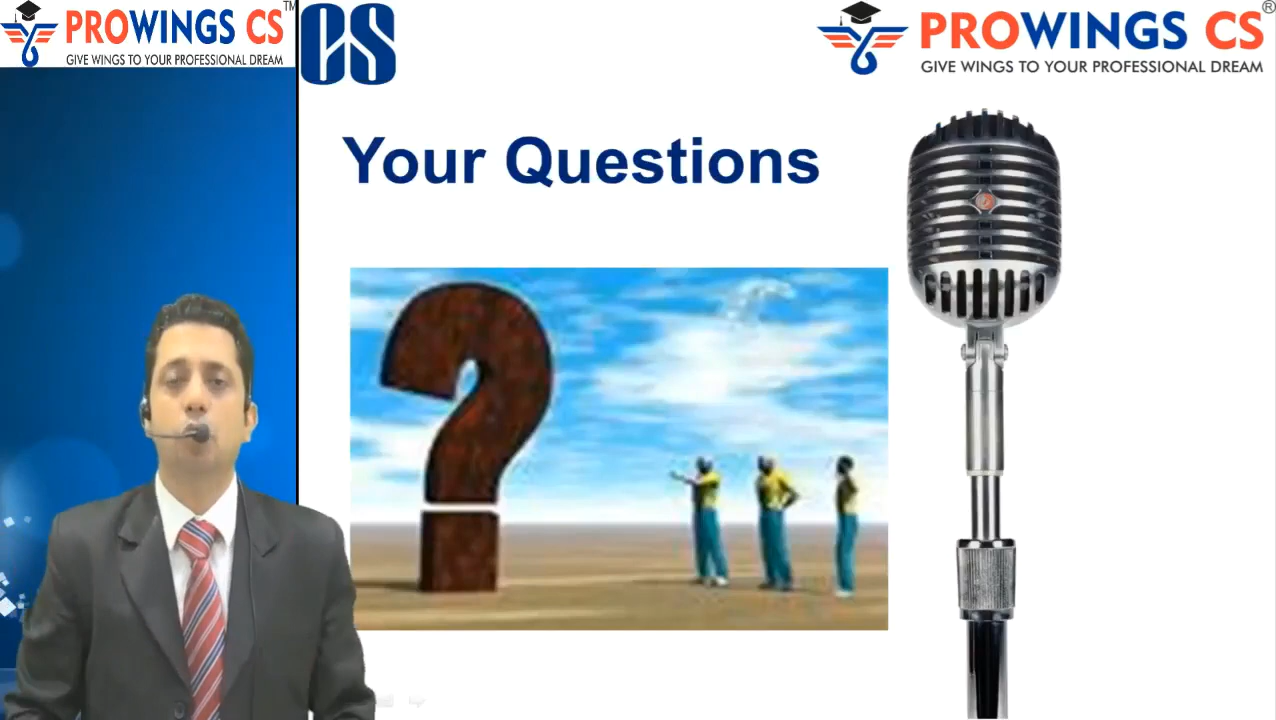 PROWINGS CS TM
GIVE WINGS TO YOUR PROFESSIONAL DREAM
CS
PROWINGS CS ®
GIVE WINGS TO YOUR PROFESSIONAL DREAM
Your Questions